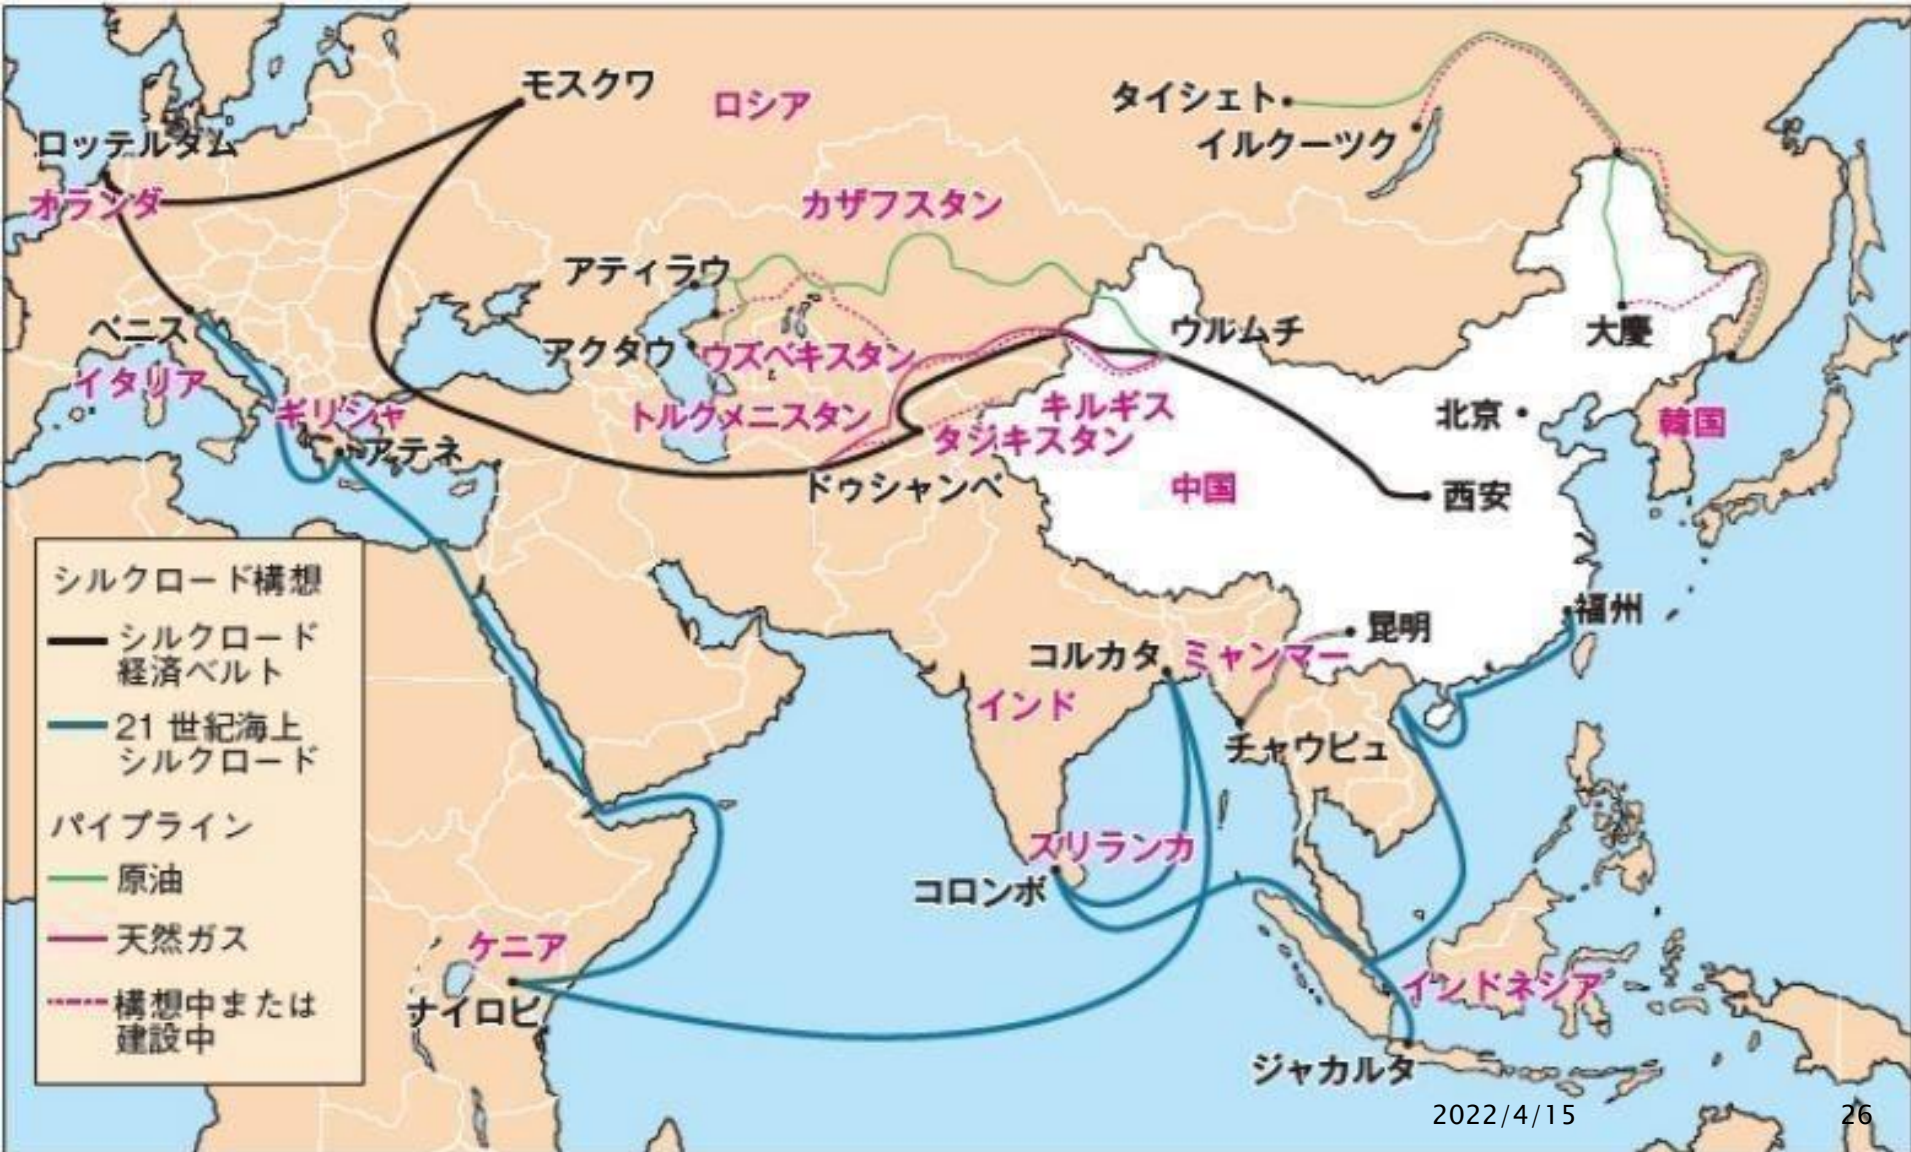 モスクワ
ロシア
タイシェト
イルクーツク
ロッテルダム
オランダ
カザフスタン
アティラウ
ベニス
アクタウ
ウズベキスタン
ウルムチ
大慶
イタリア
ギリシャ
トルクメニスタン
キルギス
タジキスタン
北京
韓国
アテネ
ドゥシャンベ
中国
西安
シルクロード構想
シルクロード
経済ベルト
21 世紀海上
シルクロード
パイプライン
原油
天然ガス
構想中または
建設中
福州
昆明
コルカタ
ミャンマー
インド
チャウピュ
スリランカ
コロンボ
ケニア
ナイロビ
インドネシア
ジャカルタ
2022/4/15
26